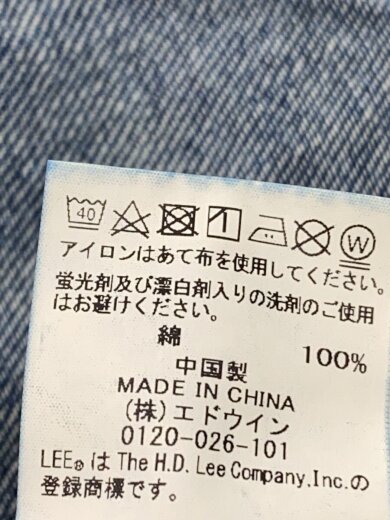 40 W
アイロンはあて布を使用してください。
蛍光剤及び漂白剤入りの洗剤のご使用
はお避けください。
綿 100%
中国製
MADE IN CHINA
(株)エドウイン
0120-026-101
LEE®は The H.D. Lee Company, Inc.の
登録商標です。